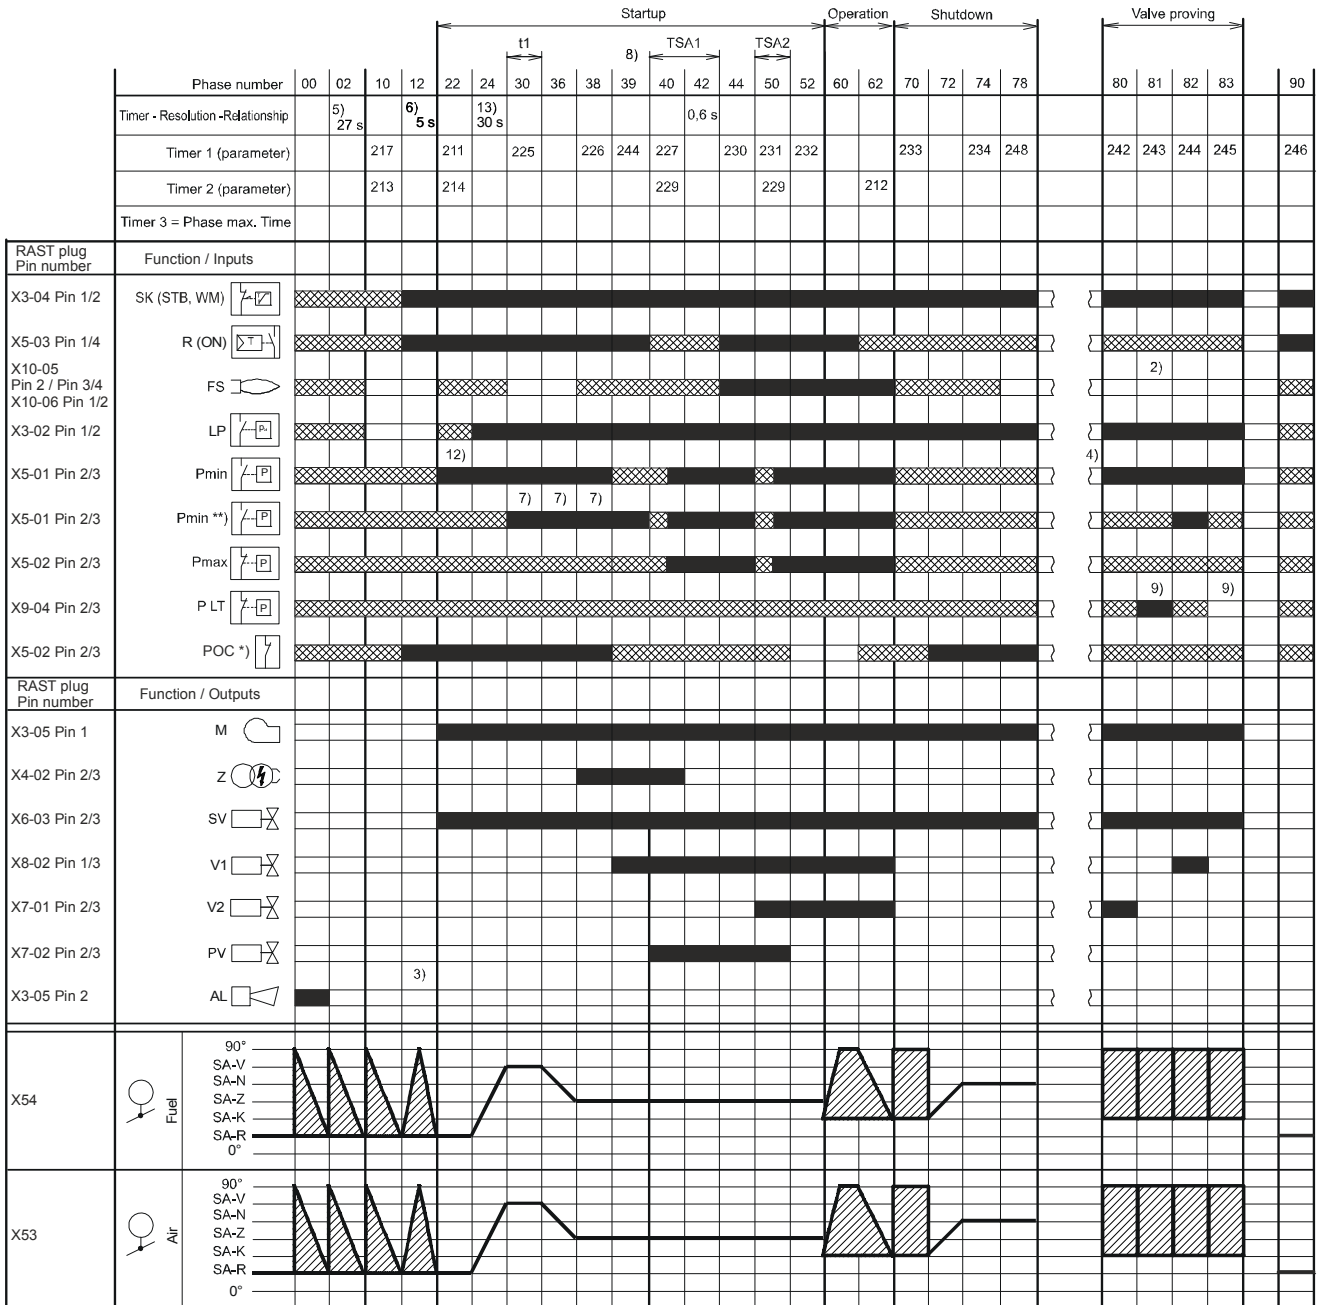 Startup Operation Shutdown Valve proving
t1 8) TSA1 TSA2
Phase number 00 02 10 12 22 24 30 36 38 39 40 42 44 50 52 60 62 70 72 74 78 80 81 82 83 90
Timer - Resolution -Relationship 5) 27 s 6) 5 s 13) 30 s 0,6 s
Timer 1 (parameter) 217 211 225 226 244 227 230 231 232 233 234 248 242 243 244 245 246
Timer 2 (parameter) 213 214 229 229 212
Timer 3 = Phase max. Time
RAST plug
Pin number
Function / Inputs
X3-04 Pin 1/2 SK (STB, WM)
X5-03 Pin 1/4 R (ON) T
X10-05
Pin 2 / Pin 3/4
X10-06 Pin 1/2
FS 2)
X3-02 Pin 1/2 LP
12) 4)
X5-01 Pin 2/3 Pmin P
7) 7) 7)
X5-01 Pin 2/3 Pmin **) P
X5-02 Pin 2/3 Pmax P
9) 9)
X9-04 Pin 2/3 P LT P
X5-02 Pin 2/3 POC *)
RAST plug
Pin number
Function / Outputs
X3-05 Pin 1 M
X4-02 Pin 2/3 Z
X6-03 Pin 2/3 SV
X8-02 Pin 1/3 V1
X7-01 Pin 2/3 V2
X7-02 Pin 2/3 PV
3)
X3-05 Pin 2 AL
X54 Fuel
90°
SA-V
SA-N
SA-Z
SA-K
SA-R
0°
X53 Air
90°
SA-V
SA-N
SA-Z
SA-K
SA-R
0°